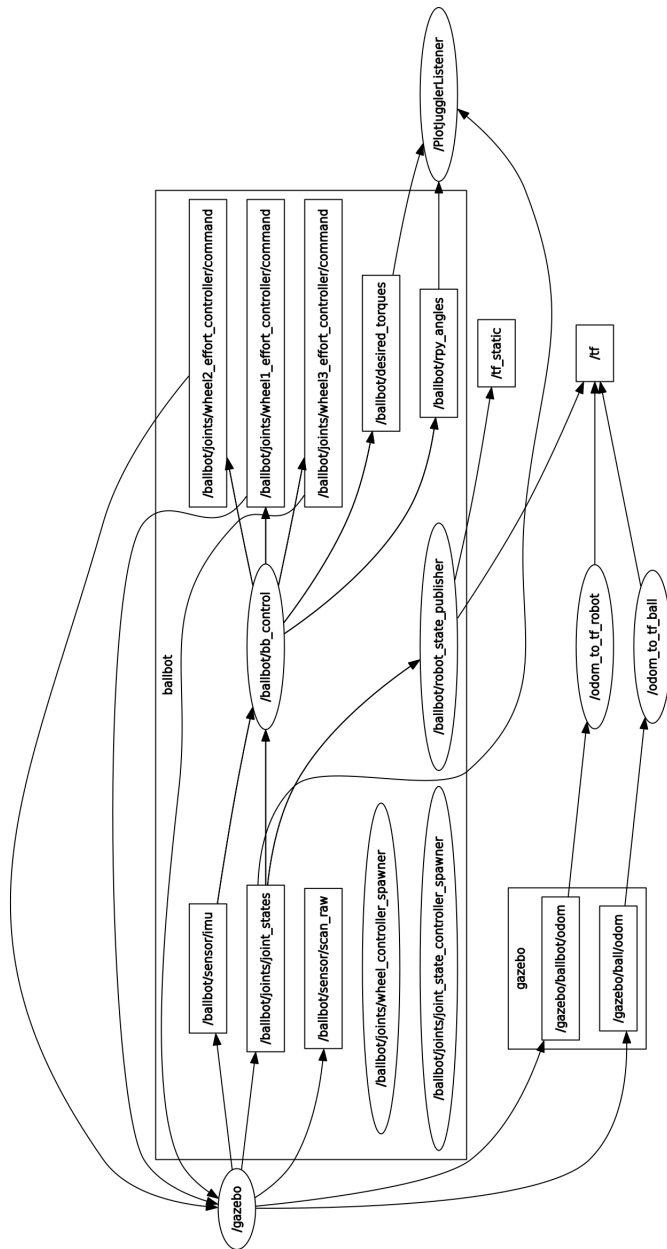 /gazebo
ballbot
/ballbot/sensor/imu
/ballbot/joints/joint_states
/ballbot/sensor/scan_raw
/ballbot/joints/wheel_controller_spawner
/ballbot/joints/joint_state_controller_spawner
/ballbot/bb_control
/ballbot/robot_state_publisher
/ballbot/joints/wheel2_effort_controller/command
/ballbot/joints/wheel1_effort_controller/command
/ballbot/joints/wheel3_effort_controller/command
/ballbot/desired_torques
/ballbot/rpy_angles
/PlotJugglerListener
/tf_static
/tf
gazebo
/gazebo/ballbot/odom
/gazebo/ball/odom
/odom_to_tf_robot
/odom_to_tf_ball